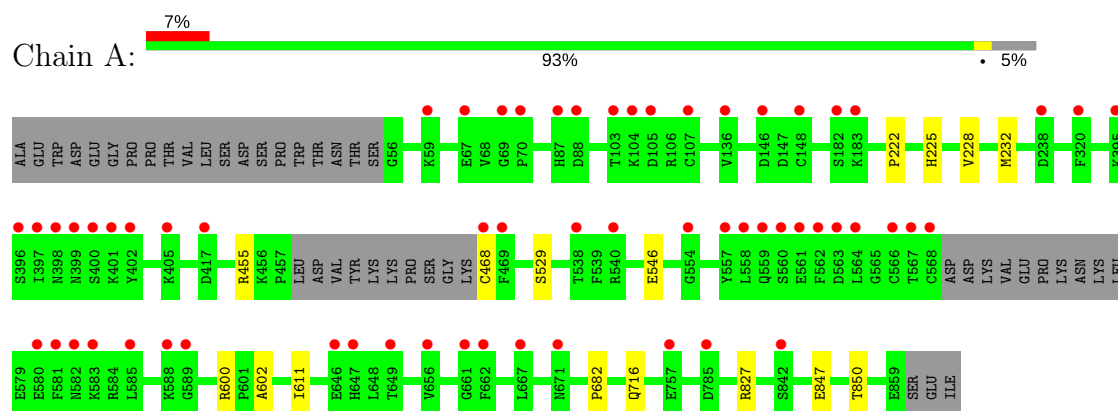 7%
Chain A:
93% • 5%
ALA GLU TRP ASP GLU GLY PRO PRO THR VAL LEU SER ASP SER PRO TRP THR ASN THR SER G56 K59 E67 V68 G69 P70 H87 D88 T103 K104 D105 R106 C107 V136 D146 D147 C148 S182 K183 P222 H225 V228 M232 D238 F320 K395
S396 I397 N398 N399 S400 K401 Y402 K405 D417 R455 K456 P457 LEU ASP VAL TYR LYS LYS PRO SER GLY LYS C468 F469 S529 T538 F539 R540 E546 G554 Y557 L558 Q559 S560 E561 F562 D563 L564 G565 C566 T567 C568 ASP ASP LYS VAL GLU PRO LYS ASN LYS LEU
E579 E580 F581 N582 K583 R584 L585 K588 G589 R600 P601 A602 I611 E646 H647 L648 T649 V656 G661 F662 L667 N671 P682 Q716 E757 D785 R827 S842 E847 T850 E859 SER GLU ILE